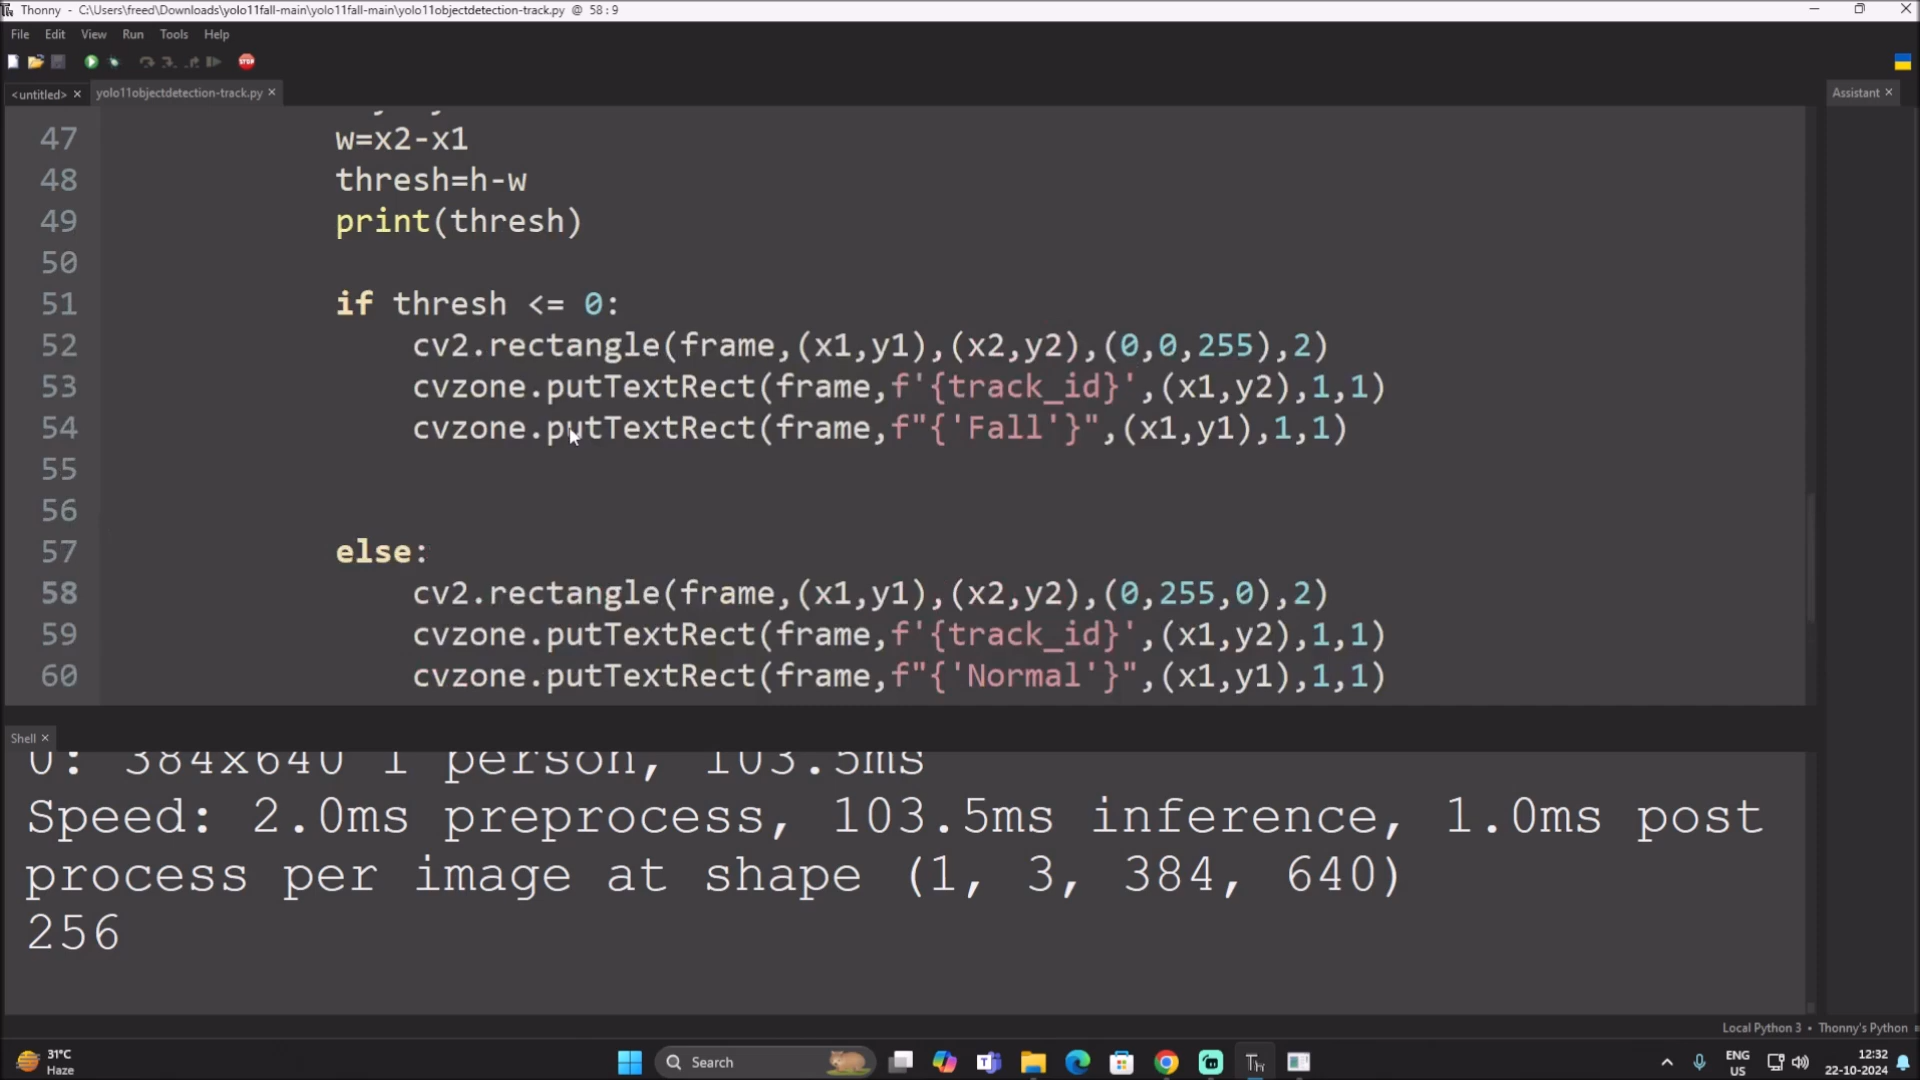 Thonny - C:\Users\freed\Downloads\yolo11fall-main\yolo11fall-main\yolo11objectdetection-track.py @ 58 : 9
File Edit View Run Tools Help
STOP
<untitled> × yolo11objectdetection-track.py × Assistant ×
47 w=x2-x1
48 thresh=h-w
49 print(thresh)
50
51 if thresh <= 0:
52 cv2.rectangle(frame,(x1,y1),(x2,y2),(0,0,255),2)
53 cvzone.putTextRect(frame,f'{track_id}',(x1,y2),1,1)
54 cvzone.putTextRect(frame,f"{'Fall'}",(x1,y1),1,1)
55
56
57 else:
58 cv2.rectangle(frame,(x1,y1),(x2,y2),(0,255,0),2)
59 cvzone.putTextRect(frame,f'{track_id}',(x1,y2),1,1)
60 cvzone.putTextRect(frame,f"{'Normal'}",(x1,y1),1,1)
Shell ×
0: 384x640 1 person, 103.5ms
Speed: 2.0ms preprocess, 103.5ms inference, 1.0ms post
process per image at shape (1, 3, 384, 640)
256
Local Python 3 • Thonny's Python
31°C
Haze
Search
ENG
US
12:32
22-10-2024